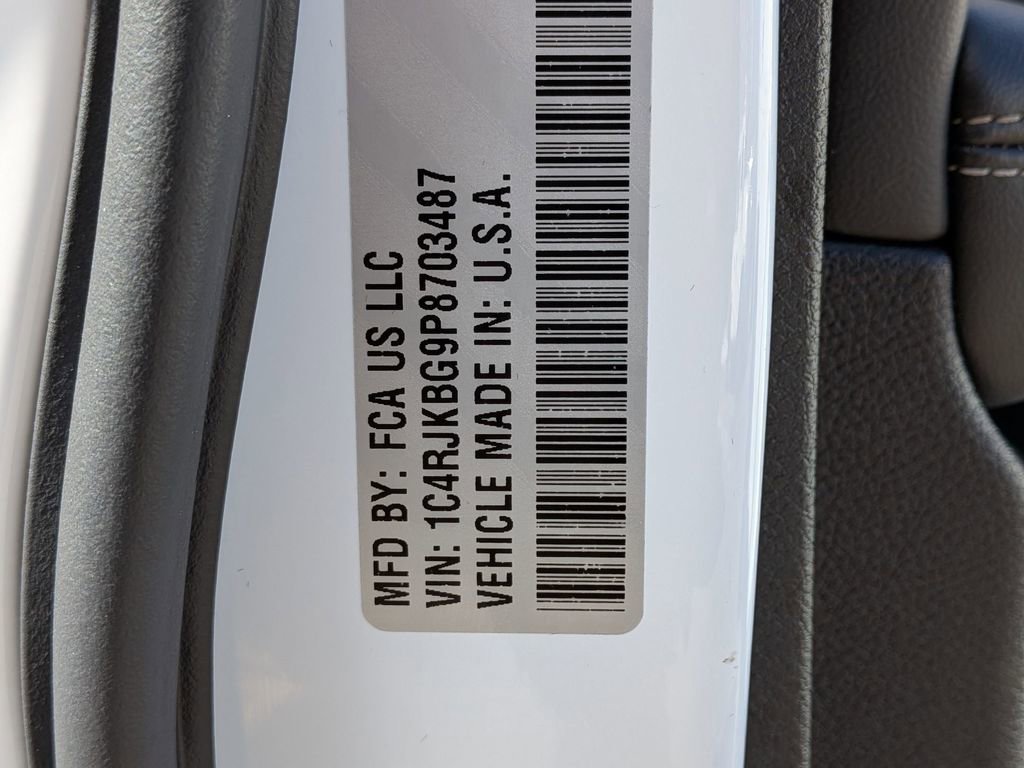 MFD BY: FCA US LLC
VIN: 1C4RJKBG9P8703487
VEHICLE MADE IN: U.S.A.